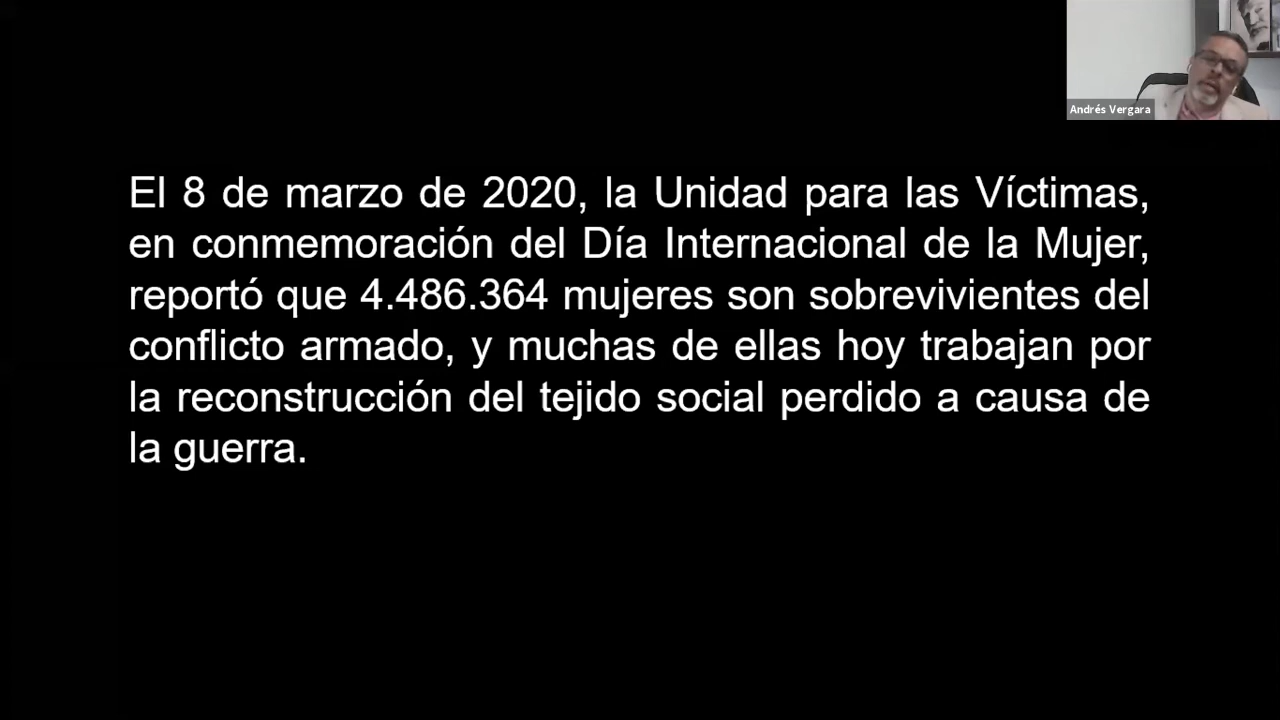 Andrés Vergara
El 8 de marzo de 2020, la Unidad para las Víctimas,
en conmemoración del Día Internacional de la Mujer,
reportó que 4.486.364 mujeres son sobrevivientes del
conflicto armado, y muchas de ellas hoy trabajan por
la reconstrucción del tejido social perdido a causa de
la guerra.